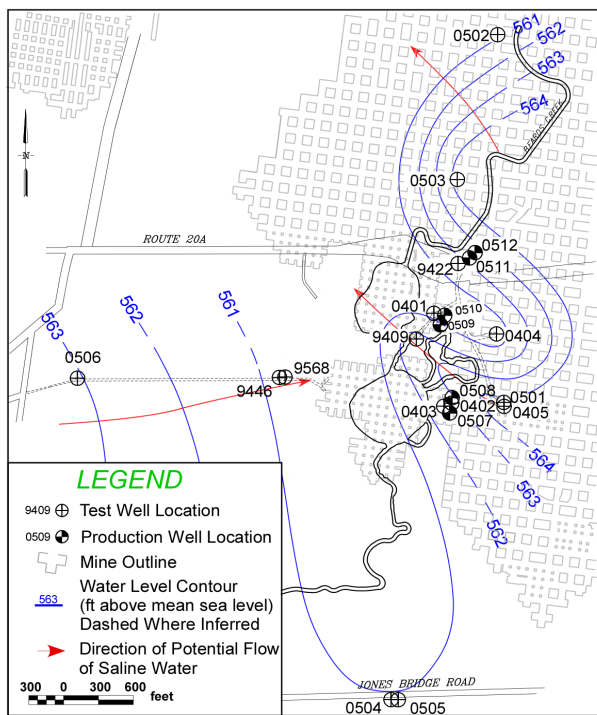 561
0502
562
563
564
BEARDS CREEK
-N-
0503
ROUTE 20A
0512
9422
0511
563
562
561
0401
0510
0509
9409
0404
0506
9568
9446
0508
0501
0403
0402
0405
0507
564
563
562
LEGEND
9409 Test Well Location
0509 Production Well Location
Mine Outline
563 Water Level Contour
(ft above mean sea level)
Dashed Where Inferred
Direction of Potential Flow
of Saline Water
300 0 300 600 feet
JONES BRIDGE ROAD
0504 0505